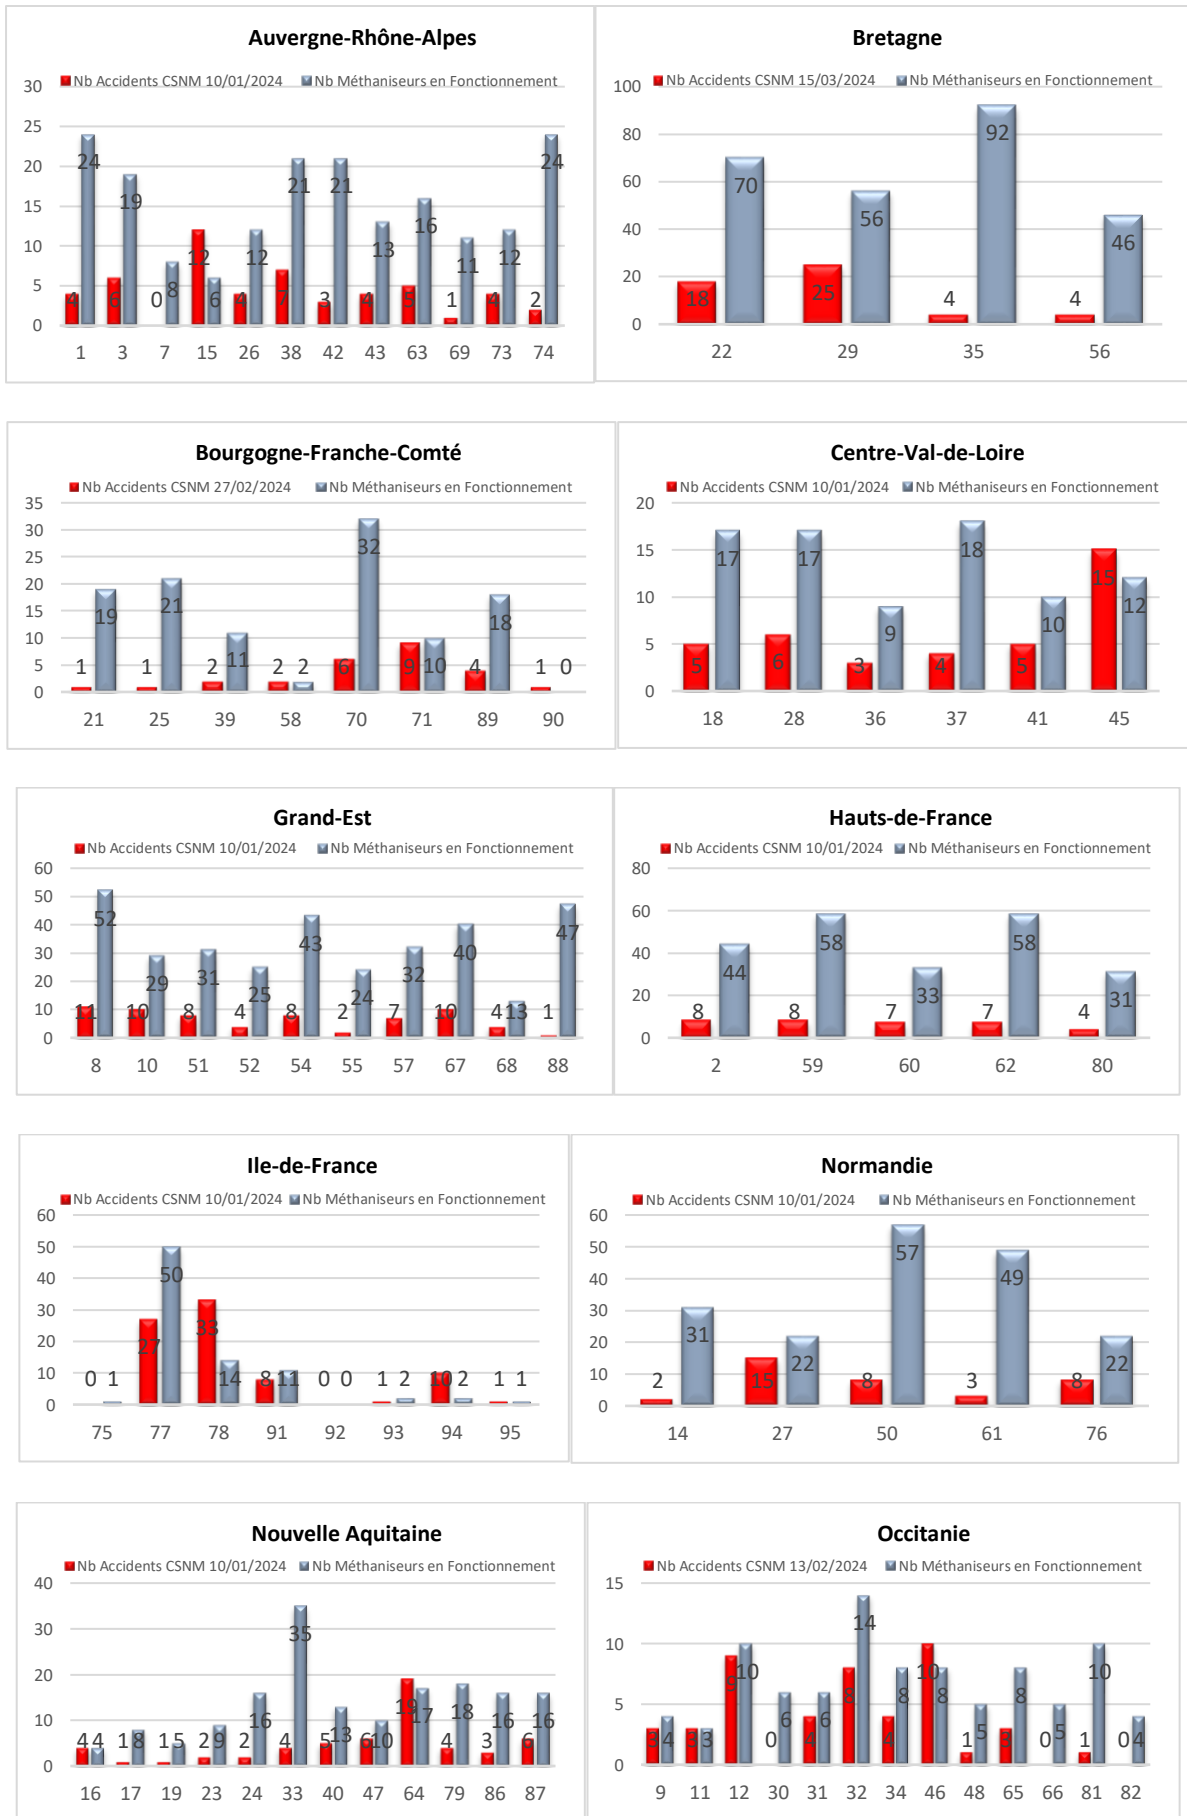 Auvergne-Rhône-Alpes
Nb Accidents CSNM 10/01/2024 Nb Méthaniseurs en Fonctionnement
30
25
20
15
10
5
0
4 24 6 19 0 8 12 6 4 12 7 21 3 21 4 13 5 16 1 11 4 12 2 24
1 3 7 15 26 38 42 43 63 69 73 74
Bretagne
Nb Accidents CSNM 15/03/2024 Nb Méthaniseurs en Fonctionnement
100
80
60
40
20
0
18 70 25 56 4 92 4 46
22 29 35 56
Bourgogne-Franche-Comté
Nb Accidents CSNM 27/02/2024 Nb Méthaniseurs en Fonctionnement
35
30
25
20
15
10
5
0
1 19 1 21 2 11 2 2 6 32 9 10 4 18 1 0
21 25 39 58 70 71 89 90
Centre-Val-de-Loire
Nb Accidents CSNM 10/01/2024 Nb Méthaniseurs en Fonctionnement
20
15
10
5
0
5 17 6 17 3 9 4 18 5 10 15 12
18 28 36 37 41 45
Grand-Est
Nb Accidents CSNM 10/01/2024 Nb Méthaniseurs en Fonctionnement
60
50
40
30
20
10
0
11 52 10 29 8 31 4 25 8 43 2 24 7 32 10 40 4 13 1 47
8 10 51 52 54 55 57 67 68 88
Hauts-de-France
Nb Accidents CSNM 10/01/2024 Nb Méthaniseurs en Fonctionnement
80
60
40
20
0
8 44 8 58 7 33 7 58 4 31
2 59 60 62 80
Ile-de-France
Nb Accidents CSNM 10/01/2024 Nb Méthaniseurs en Fonctionnement
60
50
40
30
20
10
0
0 1 27 50 33 14 8 11 0 0 1 2 10 2 1 1
75 77 78 91 92 93 94 95
Normandie
Nb Accidents CSNM 10/01/2024 Nb Méthaniseurs en Fonctionnement
60
50
40
30
20
10
0
2 31 15 22 8 57 3 49 8 22
14 27 50 61 76
Nouvelle Aquitaine
Nb Accidents CSNM 10/01/2024 Nb Méthaniseurs en Fonctionnement
40
30
20
10
0
4 4 1 8 1 5 2 9 2 16 4 35 5 13 6 10 19 17 4 18 3 16 6 16
16 17 19 23 24 33 40 47 64 79 86 87
Occitanie
Nb Accidents CSNM 13/02/2024 Nb Méthaniseurs en Fonctionnement
15
10
5
0
3 4 3 3 9 10 0 6 4 6 8 14 4 8 10 8 1 5 3 8 0 5 1 10 0 4
9 11 12 30 31 32 34 46 48 65 66 81 82